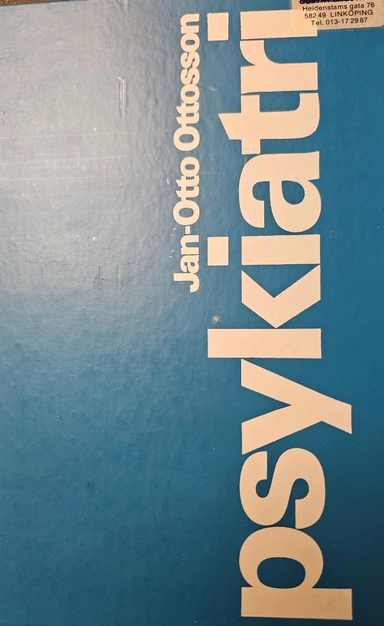 Heidenstams gata 76
582 49 LINKÖPING
Tel. 013-17 29 87
Jan-Otto Ottosson
psykiatri